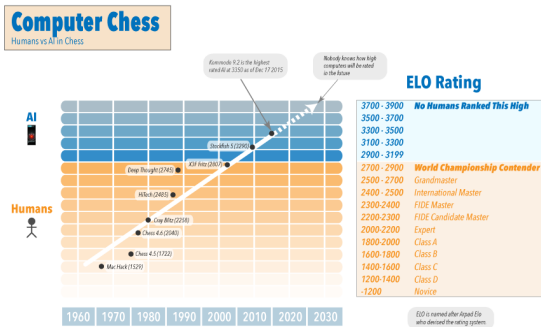 Computer Chess
Humans vs AI in Chess
Kommodo 9.2 is the highest
rated AI at 3350 as of Dec 17 2015
Nobody knows how high
computers will be rated
in the future
ELO Rating
AI
Humans
Stockfish 5 (3290)
X3F Fritz (2807)
Deep Thought (2745)
HiTech (2485)
Cray Blitz (2258)
Chess 4.6 (2040)
Chess 4.5 (1722)
Mac Hack (1529)
3700 - 3900 No Humans Ranked This High
3500 - 3700
3300 - 3500
3100 - 3300
2900 - 3199
2700 - 2900 World Championship Contender
2500 - 2700 Grandmaster
2400 - 2500 International Master
2300-2400 FIDE Master
2200-2300 FIDE Candidate Master
2000-2200 Expert
1800-2000 Class A
1600-1800 Class B
1400-1600 Class C
1200-1400 Class D
-1200 Novice
1960 1970 1980 1990 2000 2010 2020 2030
ELO is named after Arpad Elo
who devised the rating system